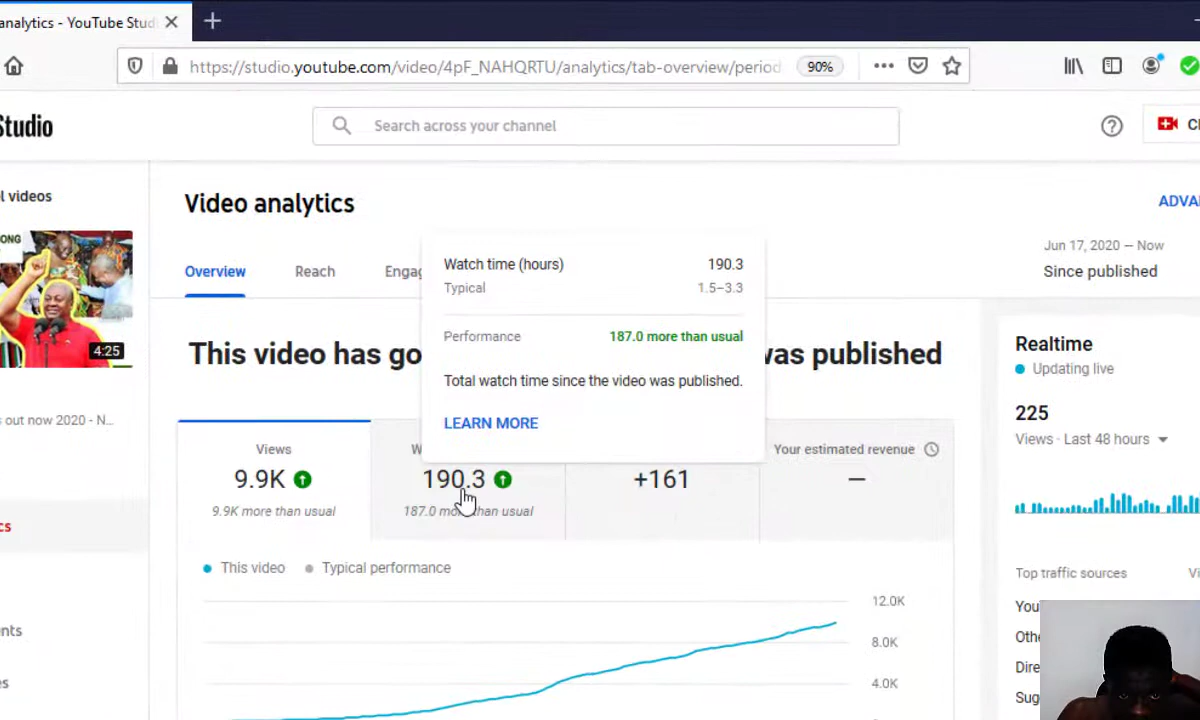 analytics - YouTube Studi
https://studio.youtube.com/video/4pF_NAHQRTU/analytics/tab-overview/period
90%
Studio
Search across your channel
l videos
ONG
4:25
s out now 2020 - N...
cs
nts
s
Video analytics
ADVA
Overview
Reach
Engag
Jun 17, 2020 – Now
Since published
Watch time (hours) 190.3
Typical 1.5–3.3
Performance 187.0 more than usual
Total watch time since the video was published.
LEARN MORE
This video has go was published
Views
9.9K
9.9K more than usual
W
190.3
187.0 more than usual
+161
Your estimated revenue
—
This video
Typical performance
12.0K
8.0K
4.0K
Realtime
Updating live
225
Views · Last 48 hours
Top traffic sources Vi
You
Othe
Dire
Sug